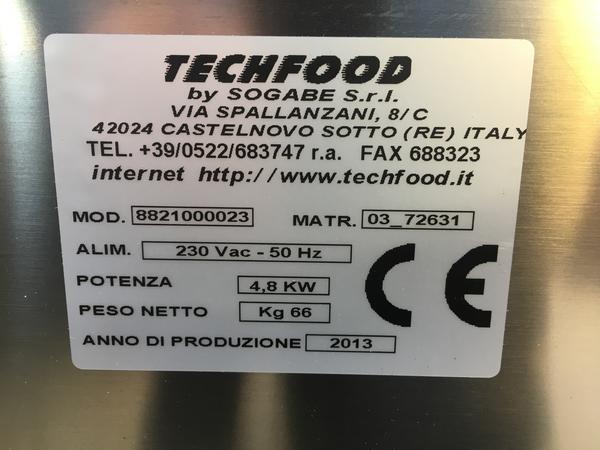 TECHFOOD
by SOGABE S.r.l.
VIA SPALLANZANI, 8/C
42024 CASTELNOVO SOTTO (RE) ITALY
TEL. +39/0522/683747 r.a. FAX 688323
internet http://www.techfood.it
MOD. 8821000023 MATR. 03_72631
ALIM. 230 Vac - 50 Hz
POTENZA 4,8 KW
PESO NETTO Kg 66
ANNO DI PRODUZIONE 2013
CE